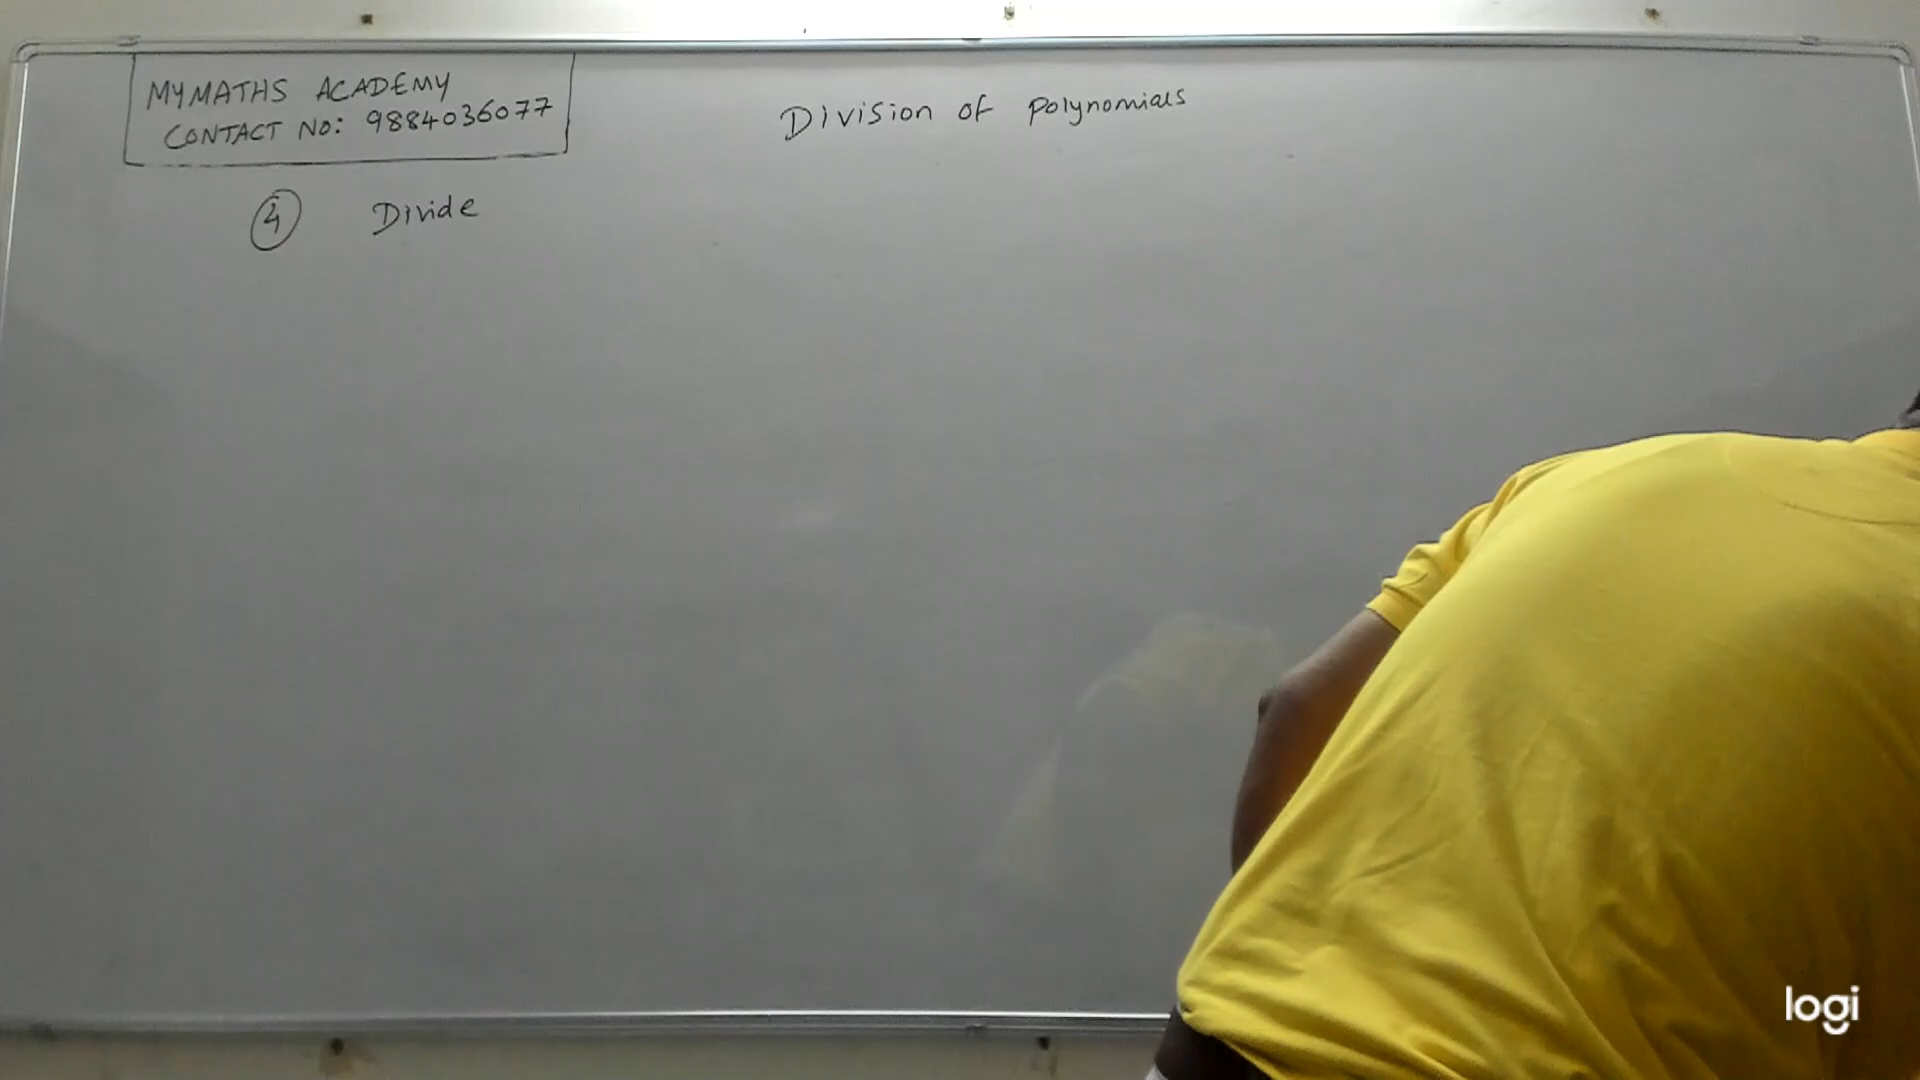 MYMATHS ACADEMY
CONTACT NO: 9884036077
Division of polynomials
4 Divide
logi